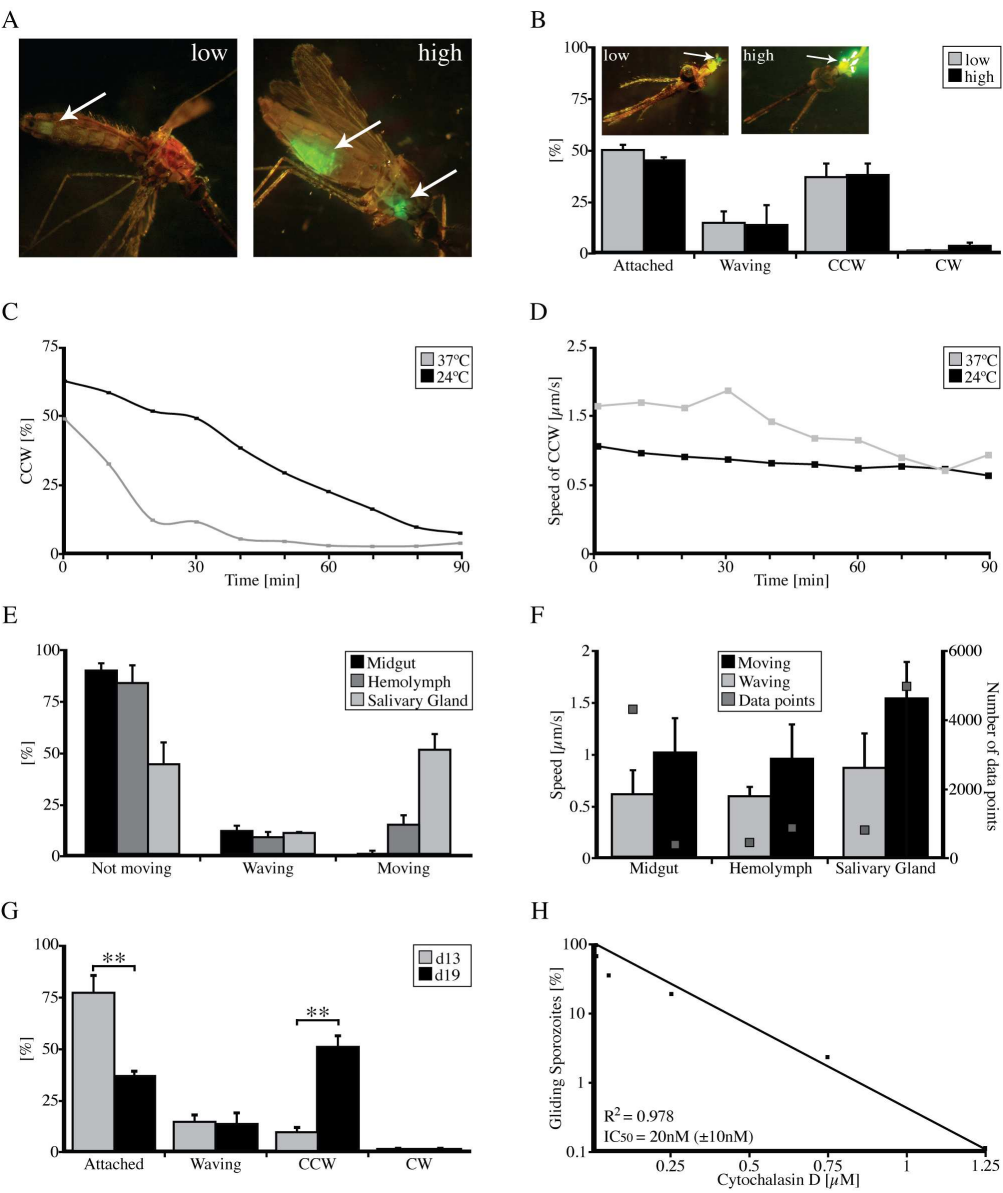 A
low
high
B
100
75
50
25
0
[%]
low
high
low
high
Attached
Waving
CCW
CW
C
75
50
25
0
CCW [%]
37°C
24°C
0
30
60
90
Time [min]
D
2.5
1.5
0.5
0
Speed of CCW [µm/s]
37°C
24°C
0
30
60
90
Time [min]
E
100
75
50
25
0
[%]
Midgut
Hemolymph
Salivary Gland
Not moving
Waving
Moving
F
2
1.5
1
0.5
0
Speed [µm/s]
Moving
Waving
Data points
6000
4000
2000
0
Number of data points
Midgut
Hemolymph
Salivary Gland
G
100
75
50
25
0
[%]
**
**
d13
d19
Attached
Waving
CCW
CW
H
100
10
1
0.1
Gliding Sporozoites [%]
R² = 0.978
IC₅₀ = 20nM (±10nM)
0.25
0.5
0.75
1
1.25
Cytochalasin D [µM]